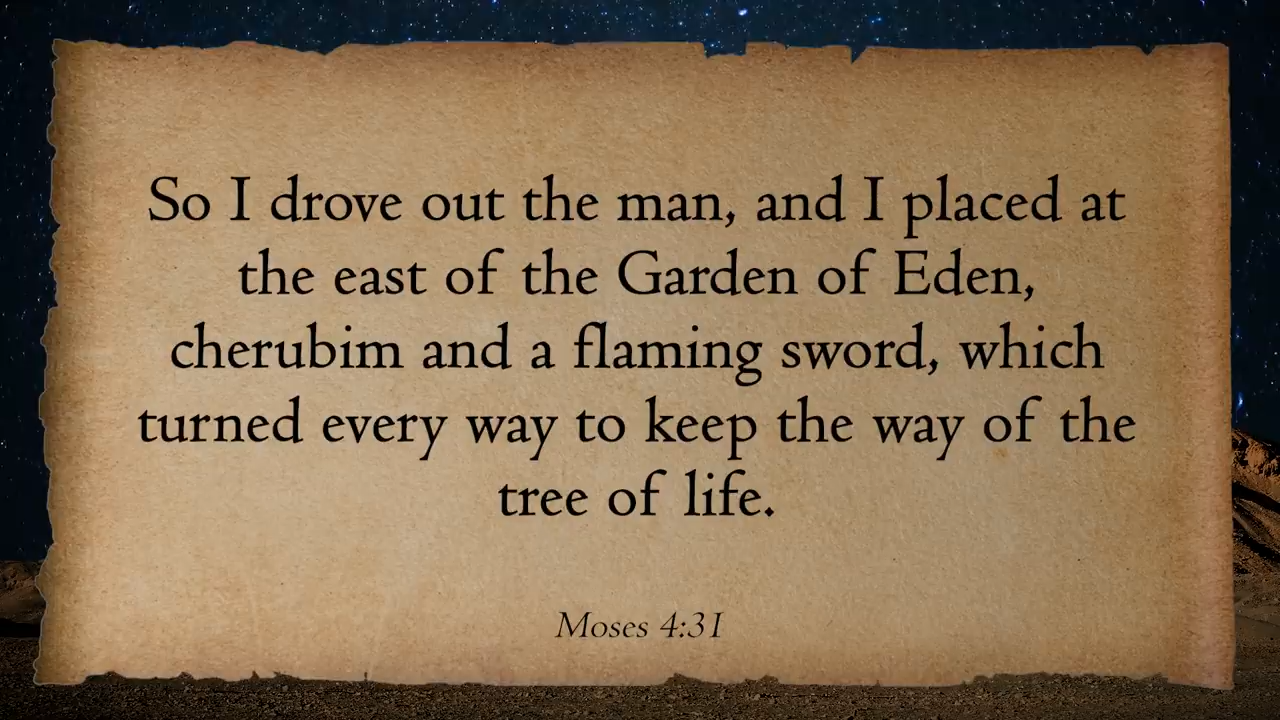 So I drove out the man, and I placed at
the east of the Garden of Eden,
cherubim and a flaming sword, which
turned every way to keep the way of the
tree of life.
Moses 4:31